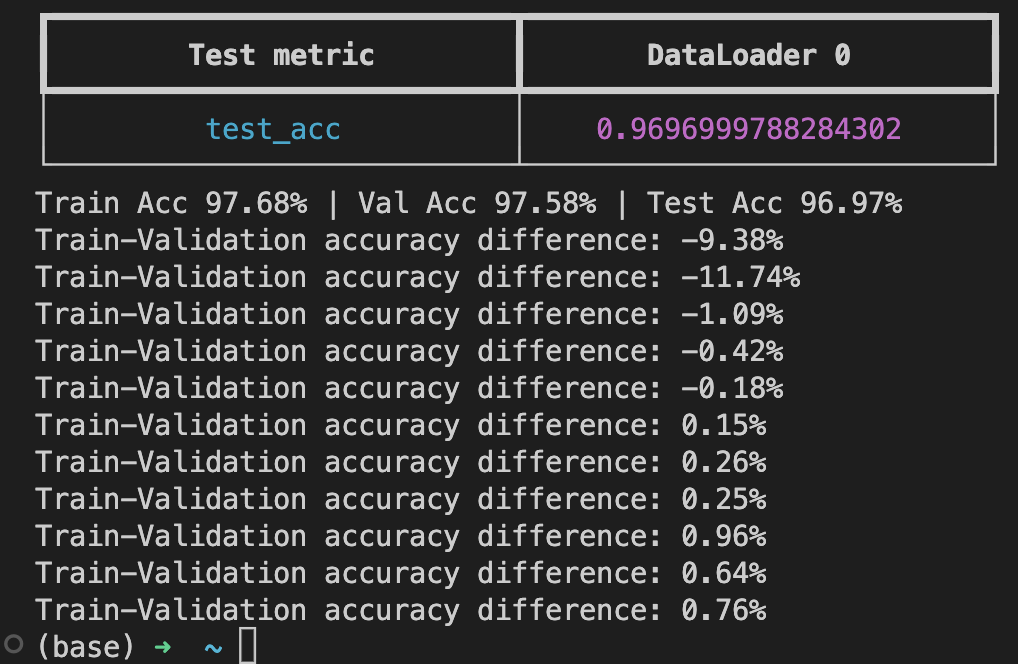 Test metric DataLoader 0
test_acc 0.9696999788284302
Train Acc 97.68% | Val Acc 97.58% | Test Acc 96.97%
Train-Validation accuracy difference: -9.38%
Train-Validation accuracy difference: -11.74%
Train-Validation accuracy difference: -1.09%
Train-Validation accuracy difference: -0.42%
Train-Validation accuracy difference: -0.18%
Train-Validation accuracy difference: 0.15%
Train-Validation accuracy difference: 0.26%
Train-Validation accuracy difference: 0.25%
Train-Validation accuracy difference: 0.96%
Train-Validation accuracy difference: 0.64%
Train-Validation accuracy difference: 0.76%
(base) → ~